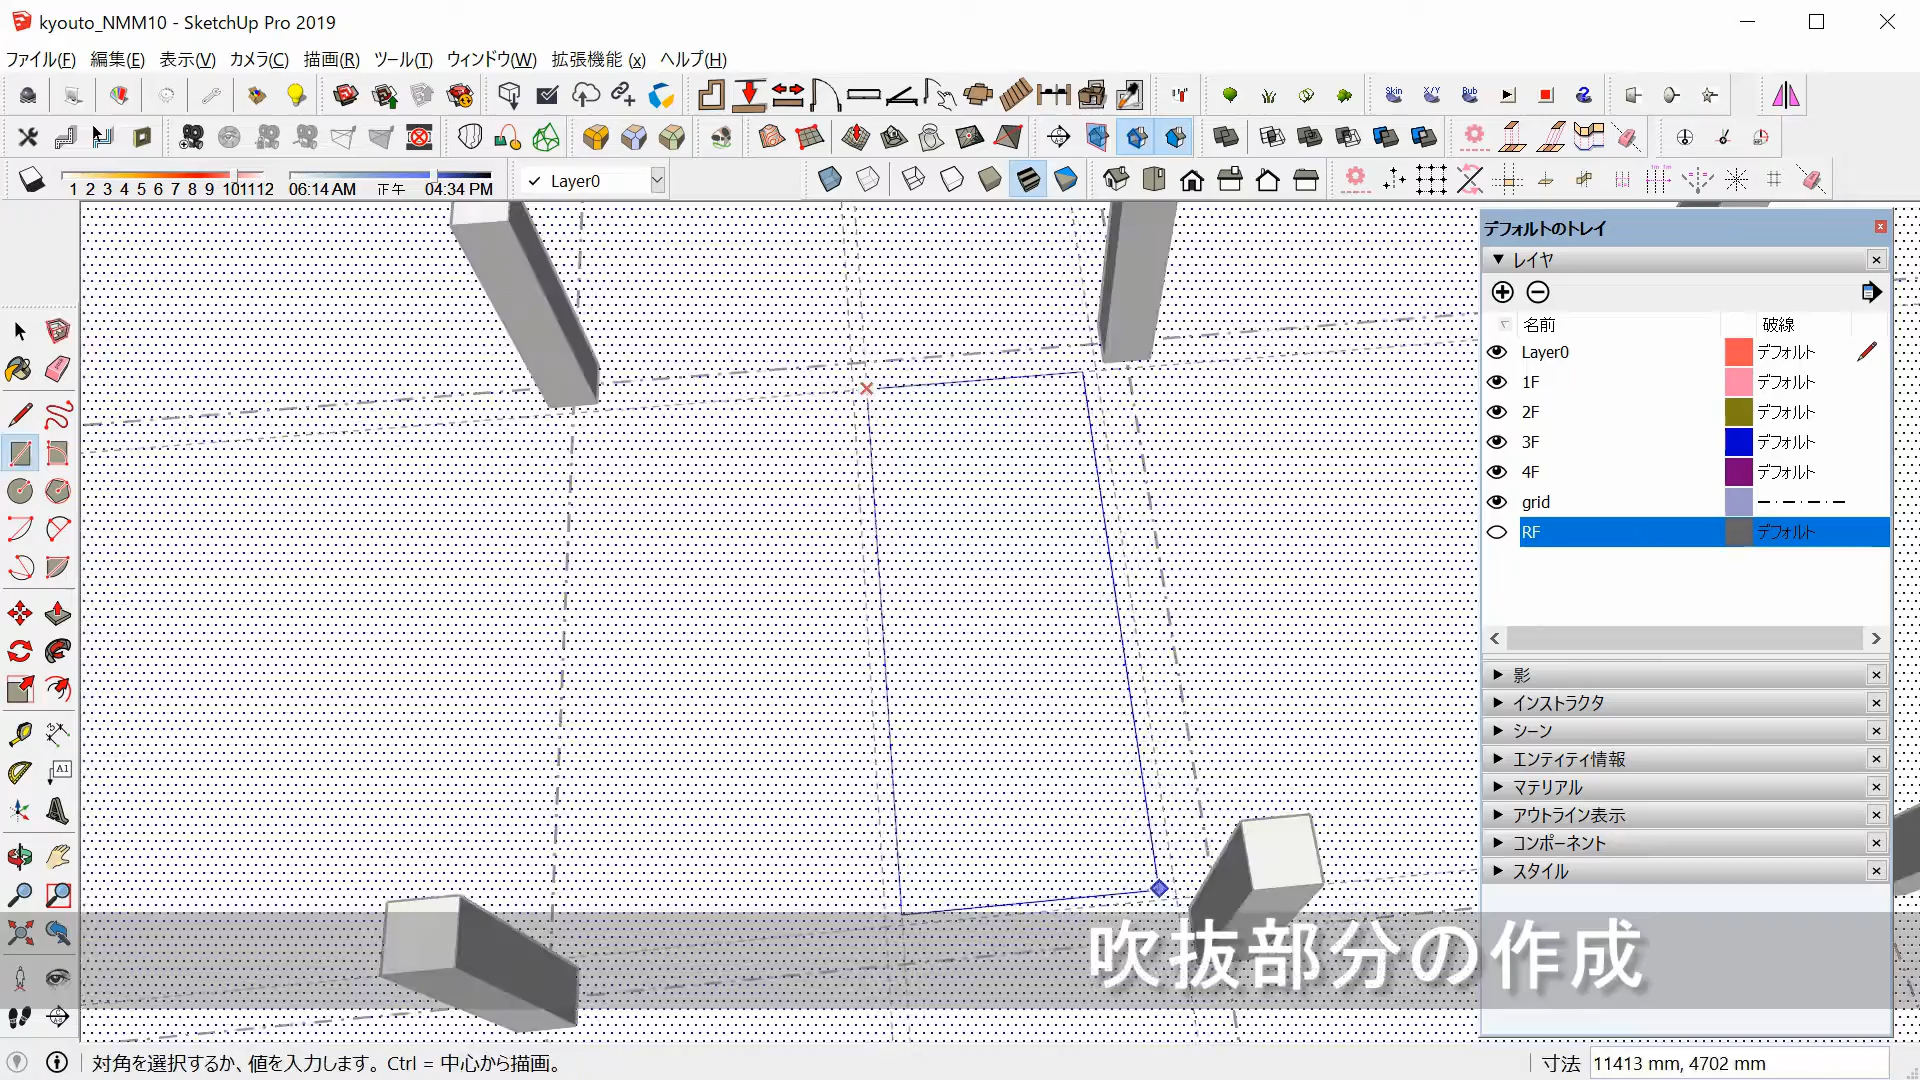 kyouto_NMM10 - SketchUp Pro 2019
ファイル(F) 編集(E) 表示(V) カメラ(C) 描画(R) ツール(T) ウィンドウ(W) 拡張機能 (x) ヘルプ(H)
Skin X/Y Bub
1 2 3 4 5 6 7 8 9 10 11 12 06:14 AM 正午 04:34 PM Layer0
デフォルトのトレイ
レイヤ
名前 破線
Layer0 デフォルト
1F デフォルト
2F デフォルト
3F デフォルト
4F デフォルト
grid
RF デフォルト
影
インストラクタ
シーン
エンティティ情報
マテリアル
アウトライン表示
コンポーネント
スタイル
A1
吹抜部分の作成
対角を選択するか、値を入力します。Ctrl = 中心から描画。 寸法 11413 mm, 4702 mm